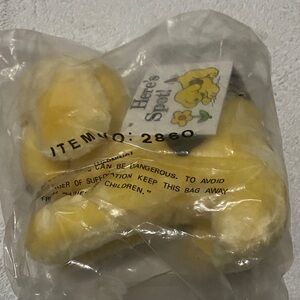 Here's
Spot!
ITEM NO: 2860
CAN BE DANGEROUS. TO AVOID
OF SUFFOCATION KEEP THIS BAG AWAY
CHILDREN."